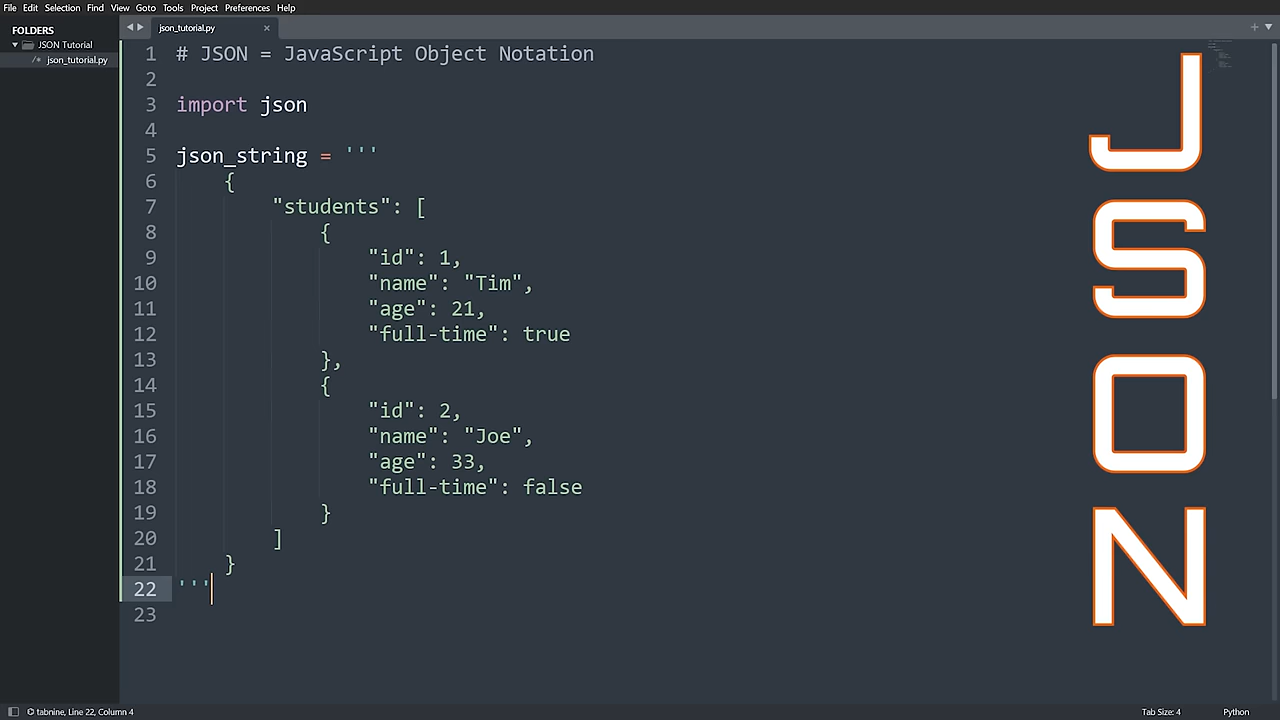 File Edit Selection Find View Goto Tools Project Preferences Help
FOLDERS
JSON Tutorial
/* json_tutorial.py
json_tutorial.py ×
1 # JSON = JavaScript Object Notation
2
3 import json
4
5 json_string = '''
6 {
7 "students": [
8 {
9 "id": 1,
10 "name": "Tim",
11 "age": 21,
12 "full-time": true
13 },
14 {
15 "id": 2,
16 "name": "Joe",
17 "age": 33,
18 "full-time": false
19 }
20 ]
21 }
22 '''
23
J
S
O
N
tabnine, Line 22, Column 4
Tab Size: 4
Python